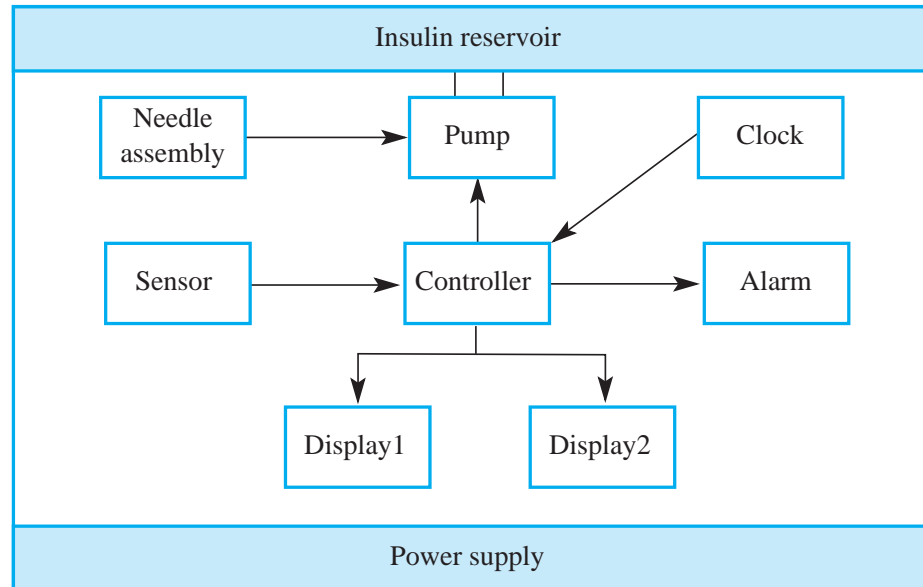 Insulin reservoir
Needle
assembly
Pump
Clock
Sensor
Controller
Alarm
Display1
Display2
Power supply